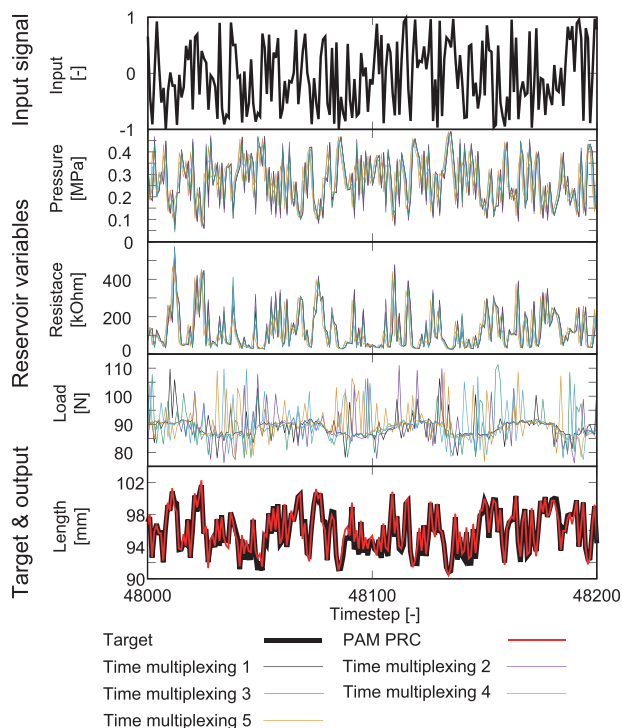 Input signal
Input
[-]
1
0
-1
Reservoir variables
Pressure
[MPa]
0.4
0.3
0.2
0.1
0
Resistace
[kOhm]
400
200
0
Load
[N]
110
100
90
80
Target & output
Length
[mm]
102
98
94
90
48000
48100
48200
Timestep [-]
Target
PAM PRC
Time multiplexing 1
Time multiplexing 2
Time multiplexing 3
Time multiplexing 4
Time multiplexing 5